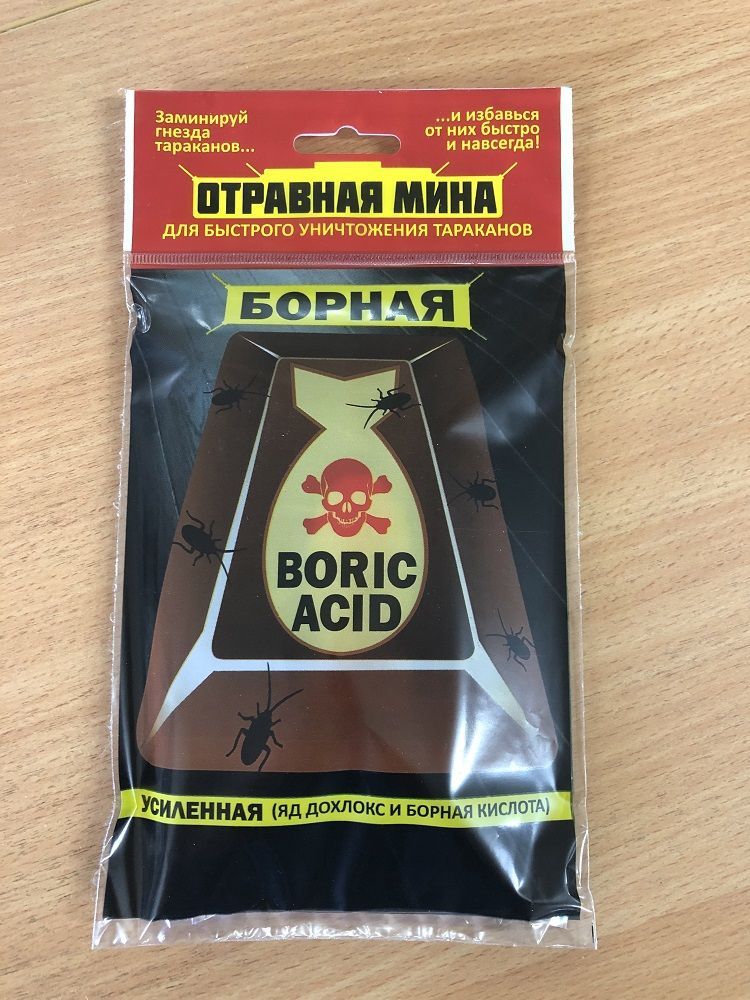 Заминируй
гнезда
тараканов...
...и избавься
от них быстро
и навсегда!
ОТРАВНАЯ МИНА
ДЛЯ БЫСТРОГО УНИЧТОЖЕНИЯ ТАРАКАНОВ
БОРНАЯ
BORIC
ACID
УСИЛЕННАЯ (ЯД ДОХЛОКС И БОРНАЯ КИСЛОТА)